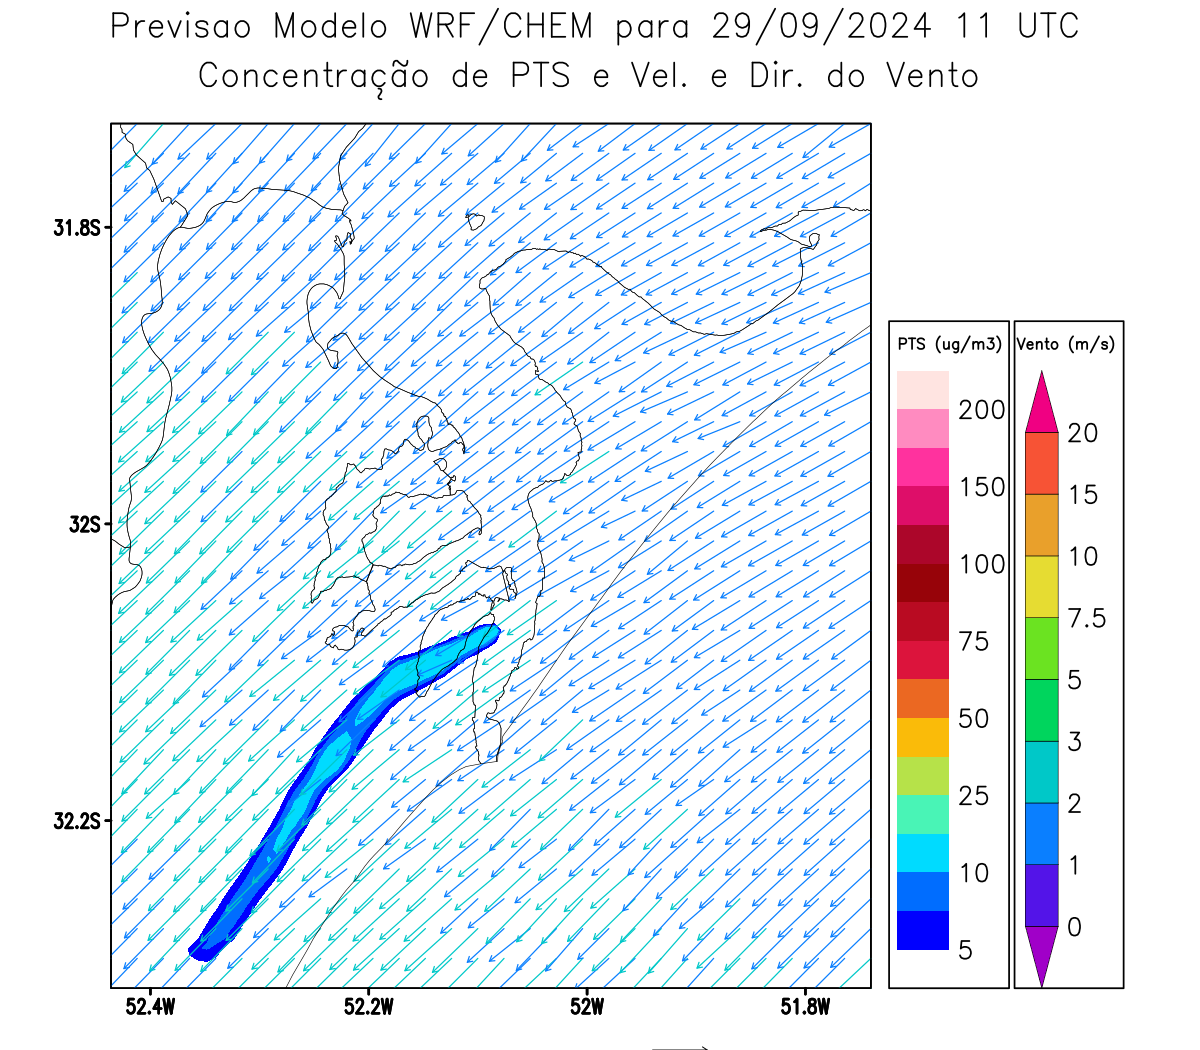 Previsao Modelo WRF/CHEM para 29/09/2024 11 UTC
Concentração de PTS e Vel. e Dir. do Vento
31.8S
32S
32.2S
52.4W
52.2W
52W
51.8W
PTS (ug/m3)
200
150
100
75
50
25
10
5
Vento (m/s)
20
15
10
7.5
5
3
2
1
0